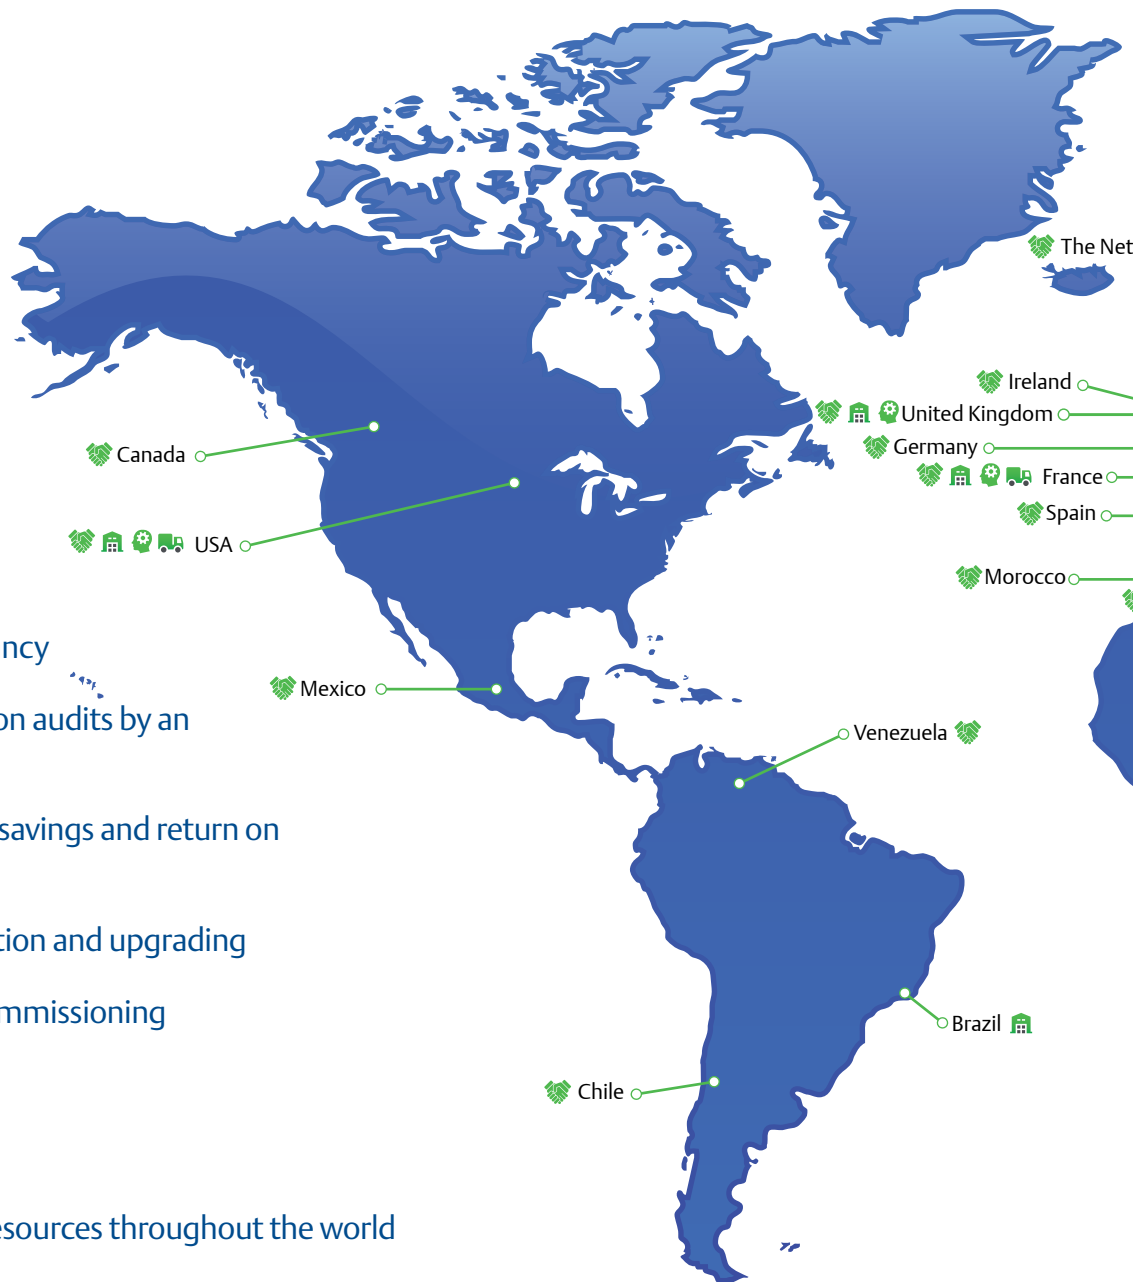 The Net
Ireland
United Kingdom
Germany
Canada
France
Spain
USA
Morocco
ncy
Mexico
on audits by an
Venezuela
savings and return on
tion and upgrading
mmissioning
Brazil
Chile
esources throughout the world